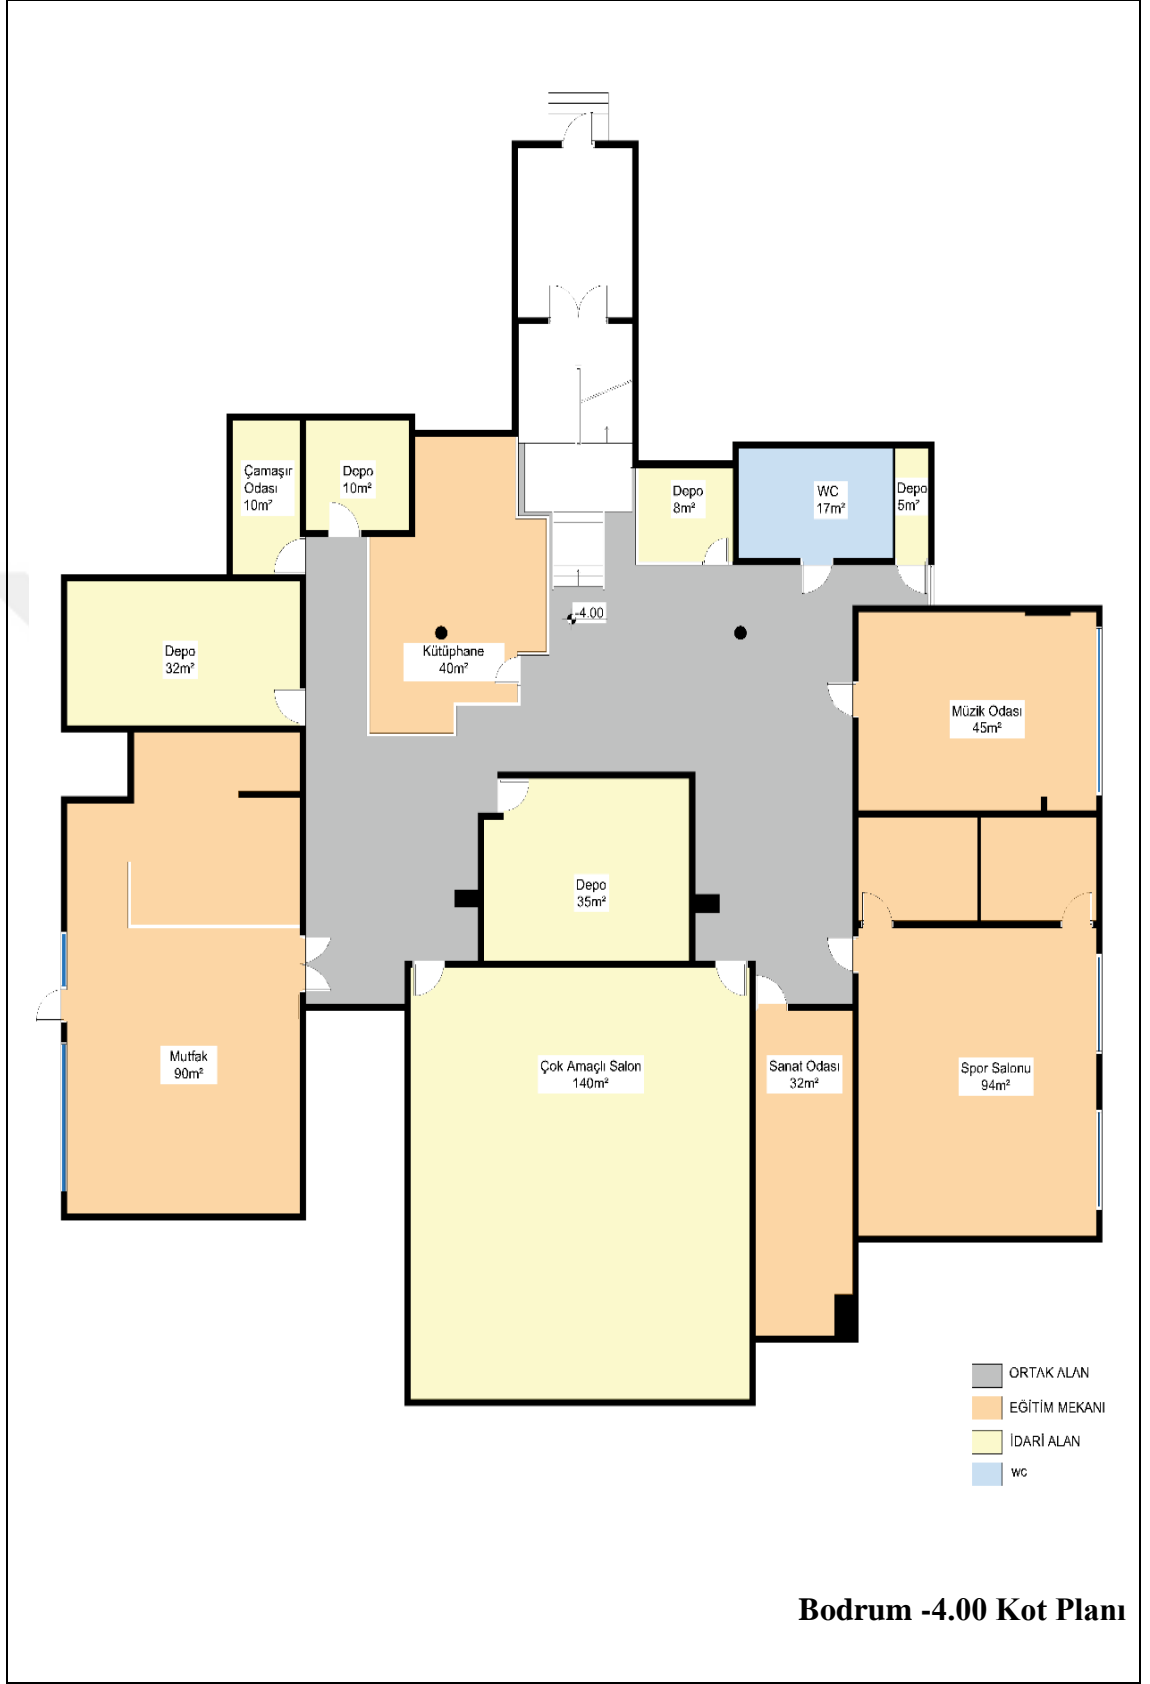 Çamaşır
Odası
10m²
Depo
10m²
Depo
8m²
WC
17m²
Depo
5m²
-4.00
Depo
32m²
Kütüphane
40m²
Müzik Odası
45m²
Depo
35m²
Mutfak
90m²
Çok Amaçlı Salon
140m²
Sanat Odası
32m²
Spor Salonu
94m²
ORTAK ALAN
EĞİTİM MEKANI
İDARİ ALAN
wc
Bodrum -4.00 Kot Planı